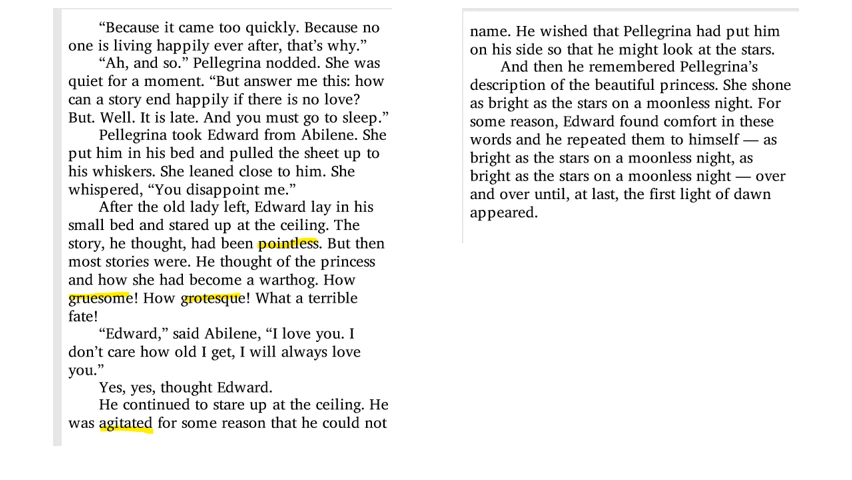 “Because it came too quickly. Because no
one is living happily ever after, that’s why.”
“Ah, and so.” Pellegrina nodded. She was
quiet for a moment. “But answer me this: how
can a story end happily if there is no love?
But. Well. It is late. And you must go to sleep.”
Pellegrina took Edward from Abilene. She
put him in his bed and pulled the sheet up to
his whiskers. She leaned close to him. She
whispered, “You disappoint me.”
After the old lady left, Edward lay in his
small bed and stared up at the ceiling. The
story, he thought, had been pointless. But then
most stories were. He thought of the princess
and how she had become a warthog. How
gruesome! How grotesque! What a terrible
fate!
“Edward,” said Abilene, “I love you. I
don’t care how old I get, I will always love
you.”
Yes, yes, thought Edward.
He continued to stare up at the ceiling. He
was agitated for some reason that he could not
name. He wished that Pellegrina had put him
on his side so that he might look at the stars.
And then he remembered Pellegrina’s
description of the beautiful princess. She shone
as bright as the stars on a moonless night. For
some reason, Edward found comfort in these
words and he repeated them to himself — as
bright as the stars on a moonless night, as
bright as the stars on a moonless night — over
and over until, at last, the first light of dawn
appeared.